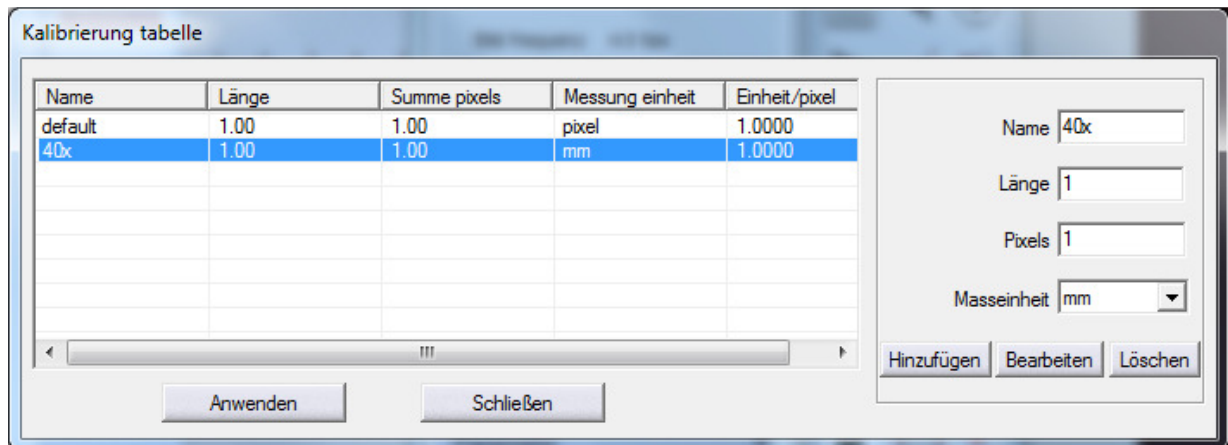 Kalibrierung tabelle
Name Länge Summe pixels Messung einheit Einheit/pixel
default 1.00 1.00 pixel 1.0000
40x 1.00 1.00 mm 1.0000
Name 40x
Länge 1
Pixels 1
Masseinheit mm
Hinzufügen Bearbeiten Löschen
Anwenden Schließen